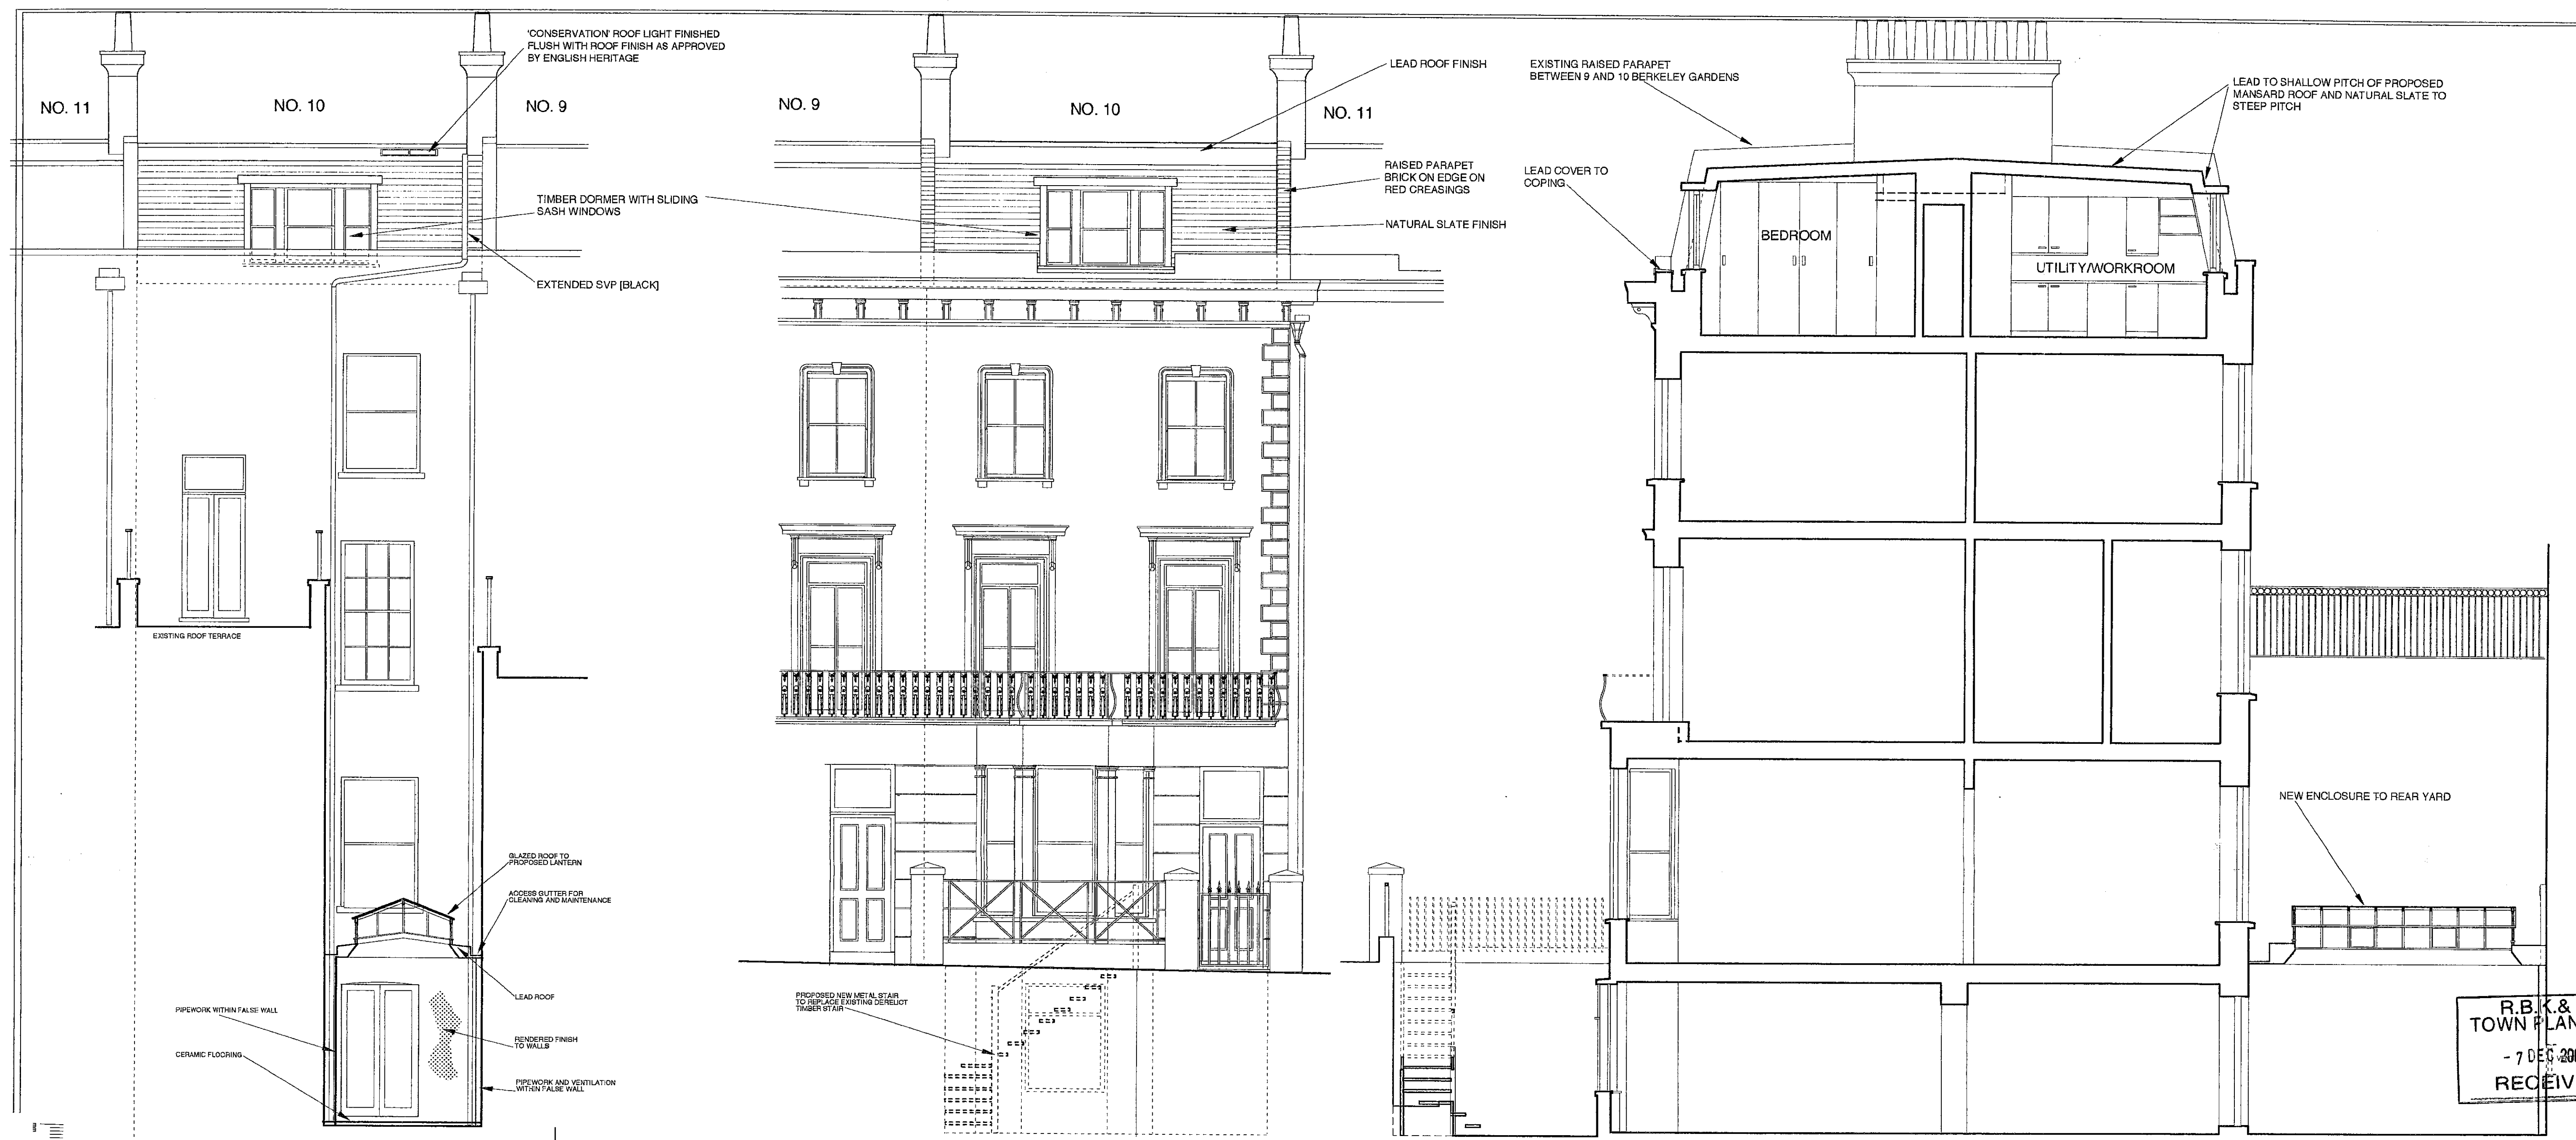 'CONSERVATION' ROOF LIGHT FINISHED
FLUSH WITH ROOF FINISH AS APPROVED
BY ENGLISH HERITAGE
NO. 11
NO. 10
NO. 9
TIMBER DORMER WITH SLIDING
SASH WINDOWS
EXTENDED SVP [BLACK]
EXISTING ROOF TERRACE
GLAZED ROOF TO
PROPOSED LANTERN
ACCESS GUTTER FOR
CLEANING AND MAINTENANCE
LEAD ROOF
PIPEWORK WITHIN FALSE WALL
RENDERED FINISH
TO WALLS
CERAMIC FLOORING
PIPEWORK AND VENTILATION
WITHIN FALSE WALL
NO. 9
NO. 10
NO. 11
LEAD ROOF FINISH
RAISED PARAPET
BRICK ON EDGE ON
RED CREASINGS
NATURAL SLATE FINISH
PROPOSED NEW METAL STAIR
TO REPLACE EXISTING DERELICT
TIMBER STAIR
EXISTING RAISED PARAPET
BETWEEN 9 AND 10 BERKELEY GARDENS
LEAD TO SHALLOW PITCH OF PROPOSED
MANSARD ROOF AND NATURAL SLATE TO
STEEP PITCH
LEAD COVER TO
COPING
BEDROOM
UTILITY/WORKROOM
NEW ENCLOSURE TO REAR YARD
R.B.K.&
TOWN PLAN
- 7 DEC 200
RECEIV